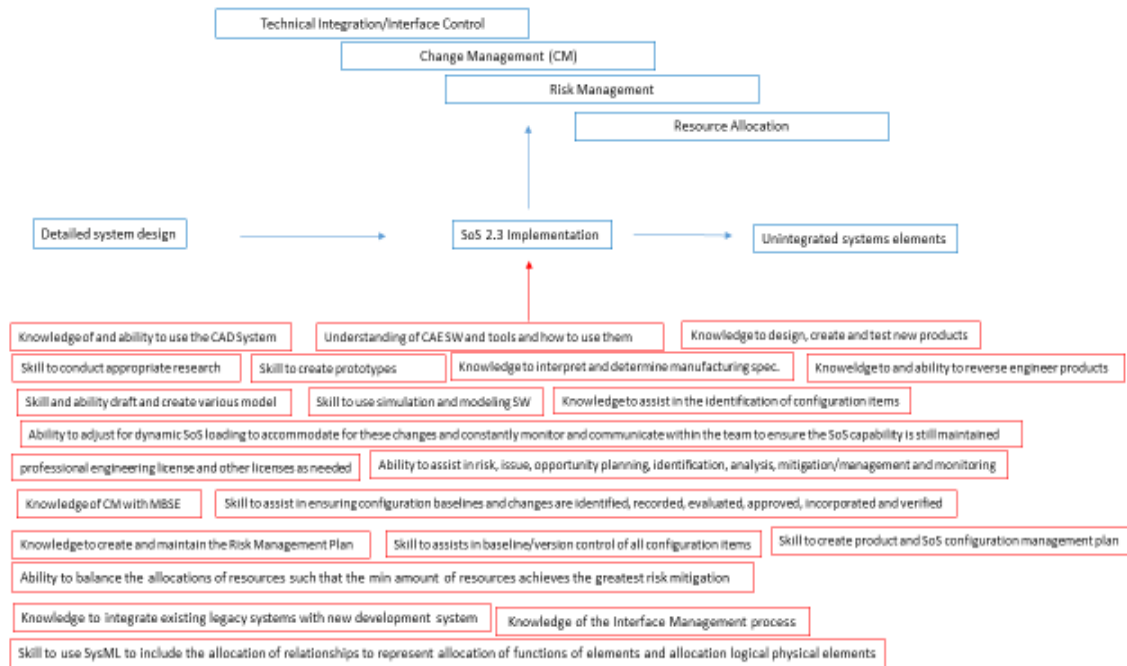 Technical Integration/Interface Control
Change Management (CM)
Risk Management
Resource Allocation
Detailed system design
SoS 2.3 Implementation
Unintegrated systems elements
Knowledge of and ability to use the CAD System
Understanding of CAE SW and tools and how to use them
Knowledge to design, create and test new products
Skill to conduct appropriate research
Skill to create prototypes
Knowledge to interpret and determine manufacturing spec.
Knoweldge to and ability to reverse engineer products
Skill and ability draft and create various model
Skill to use simulation and modeling SW
Knowledge to assist in the identification of configuration items
Ability to adjust for dynamic SoS loading to accommodate for these changes and constantly monitor and communicate within the team to ensure the SoS capability is still maintained
professional engineering license and other licenses as needed
Ability to assist in risk, issue, opportunity planning, identification, analysis, mitigation/management and monitoring
Knowledge of CM with MBSE
Skill to assist in ensuring configuration baselines and changes are identified, recorded, evaluated, approved, incorporated and verified
Knowledge to create and maintain the Risk Management Plan
Skill to assists in baseline/version control of all configuration items
Skill to create product and SoS configuration management plan
Ability to balance the allocations of resources such that the min amount of resources achieves the greatest risk mitigation
Knowledge to integrate existing legacy systems with new development system
Knowledge of the Interface Management process
Skill to use SysML to include the allocation of relationships to represent allocation of functions of elements and allocation logical physical elements